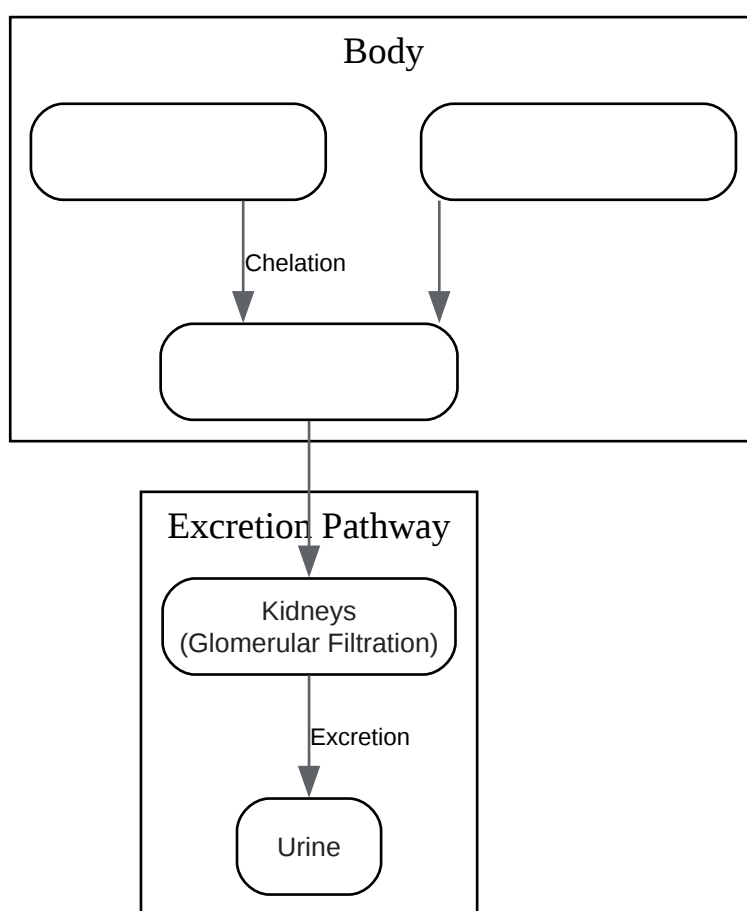 Body
Chelation
Excretion Pathway
Kidneys
(Glomerular Filtration)
Excretion
Urine